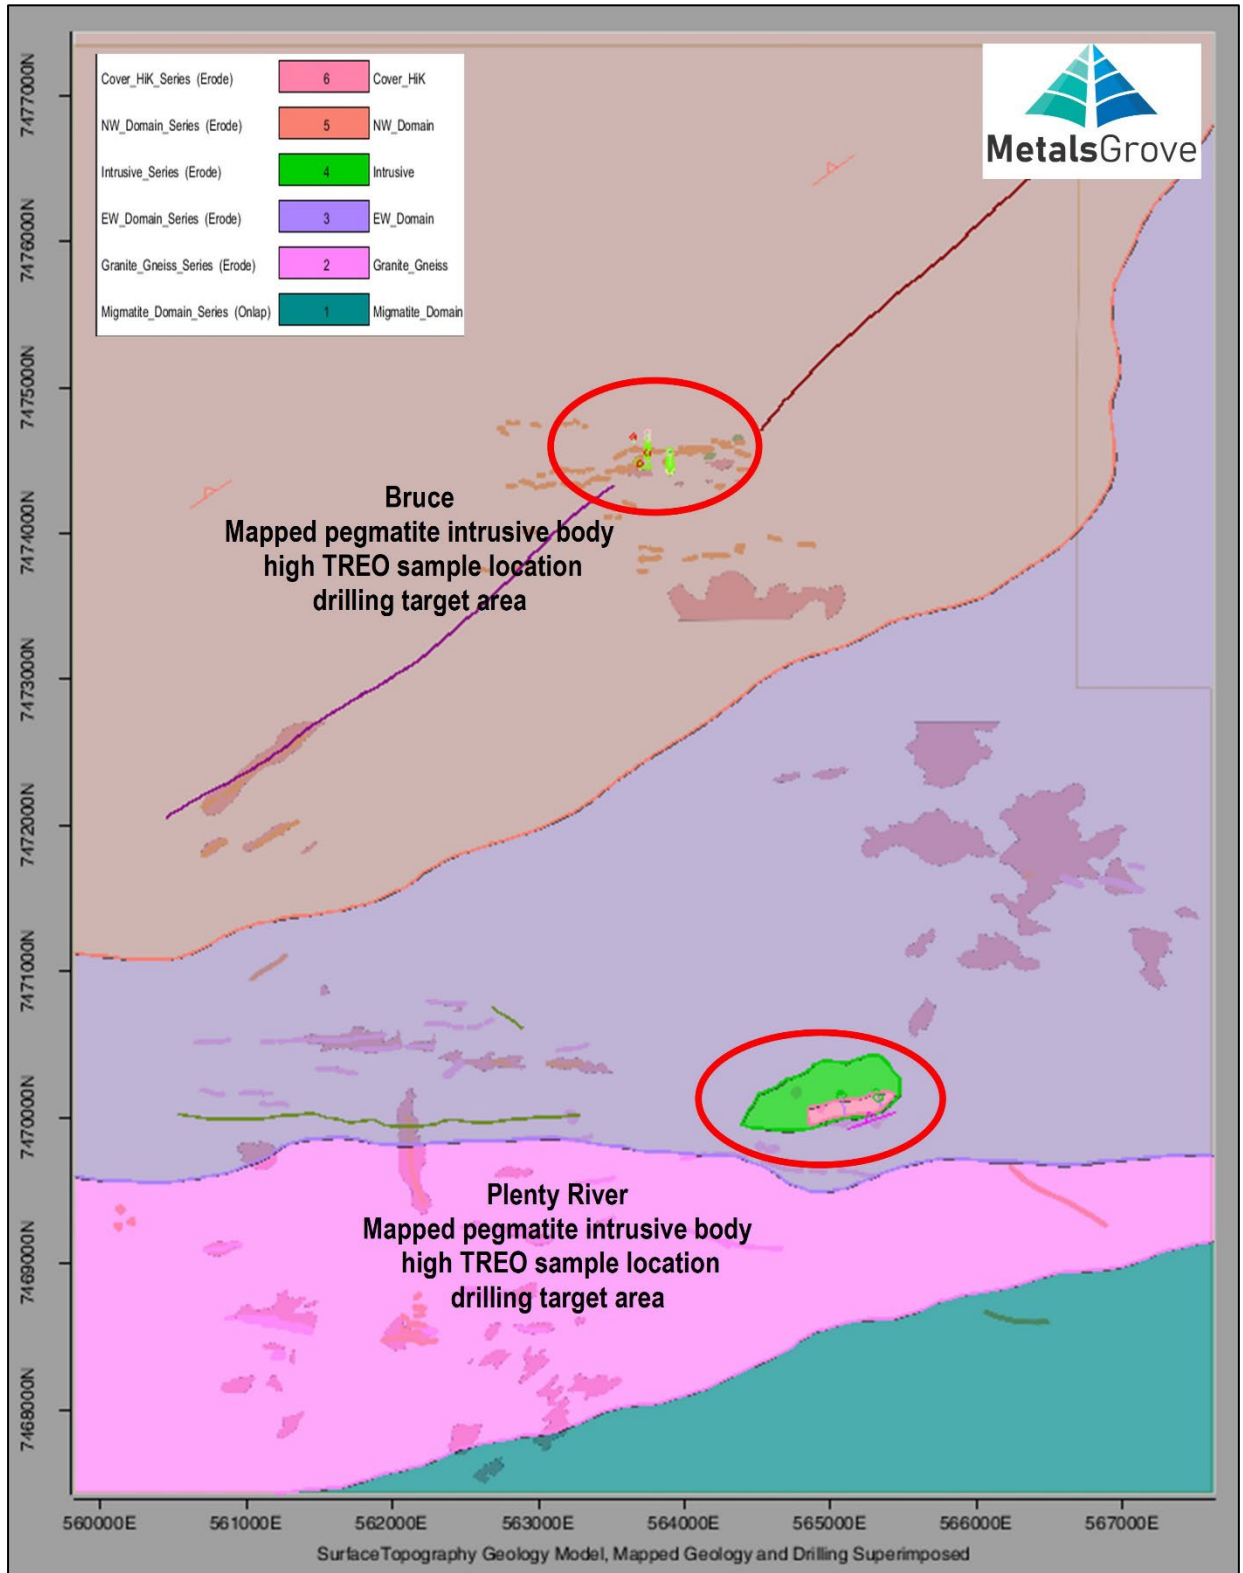 Cover_HiK_Series (Erode) 6 Cover_HiK
NW_Domain_Series (Erode) 5 NW_Domain
Intrusive_Series (Erode) 4 Intrusive
EW_Domain_Series (Erode) 3 EW_Domain
Granite_Gneiss_Series (Erode) 2 Granite_Gneiss
Migmatite_Domain_Series (Onlap) 1 Migmatite_Domain
MetalsGrove
7477000N
7476000N
7475000N
7474000N
7473000N
7472000N
7471000N
7470000N
7469000N
7468000N
Bruce
Mapped pegmatite intrusive body
high TREO sample location
drilling target area
Plenty River
Mapped pegmatite intrusive body
high TREO sample location
drilling target area
560000E 561000E 562000E 563000E 564000E 565000E 566000E 567000E
SurfaceTopography Geology Model, Mapped Geology and Drilling Superimposed